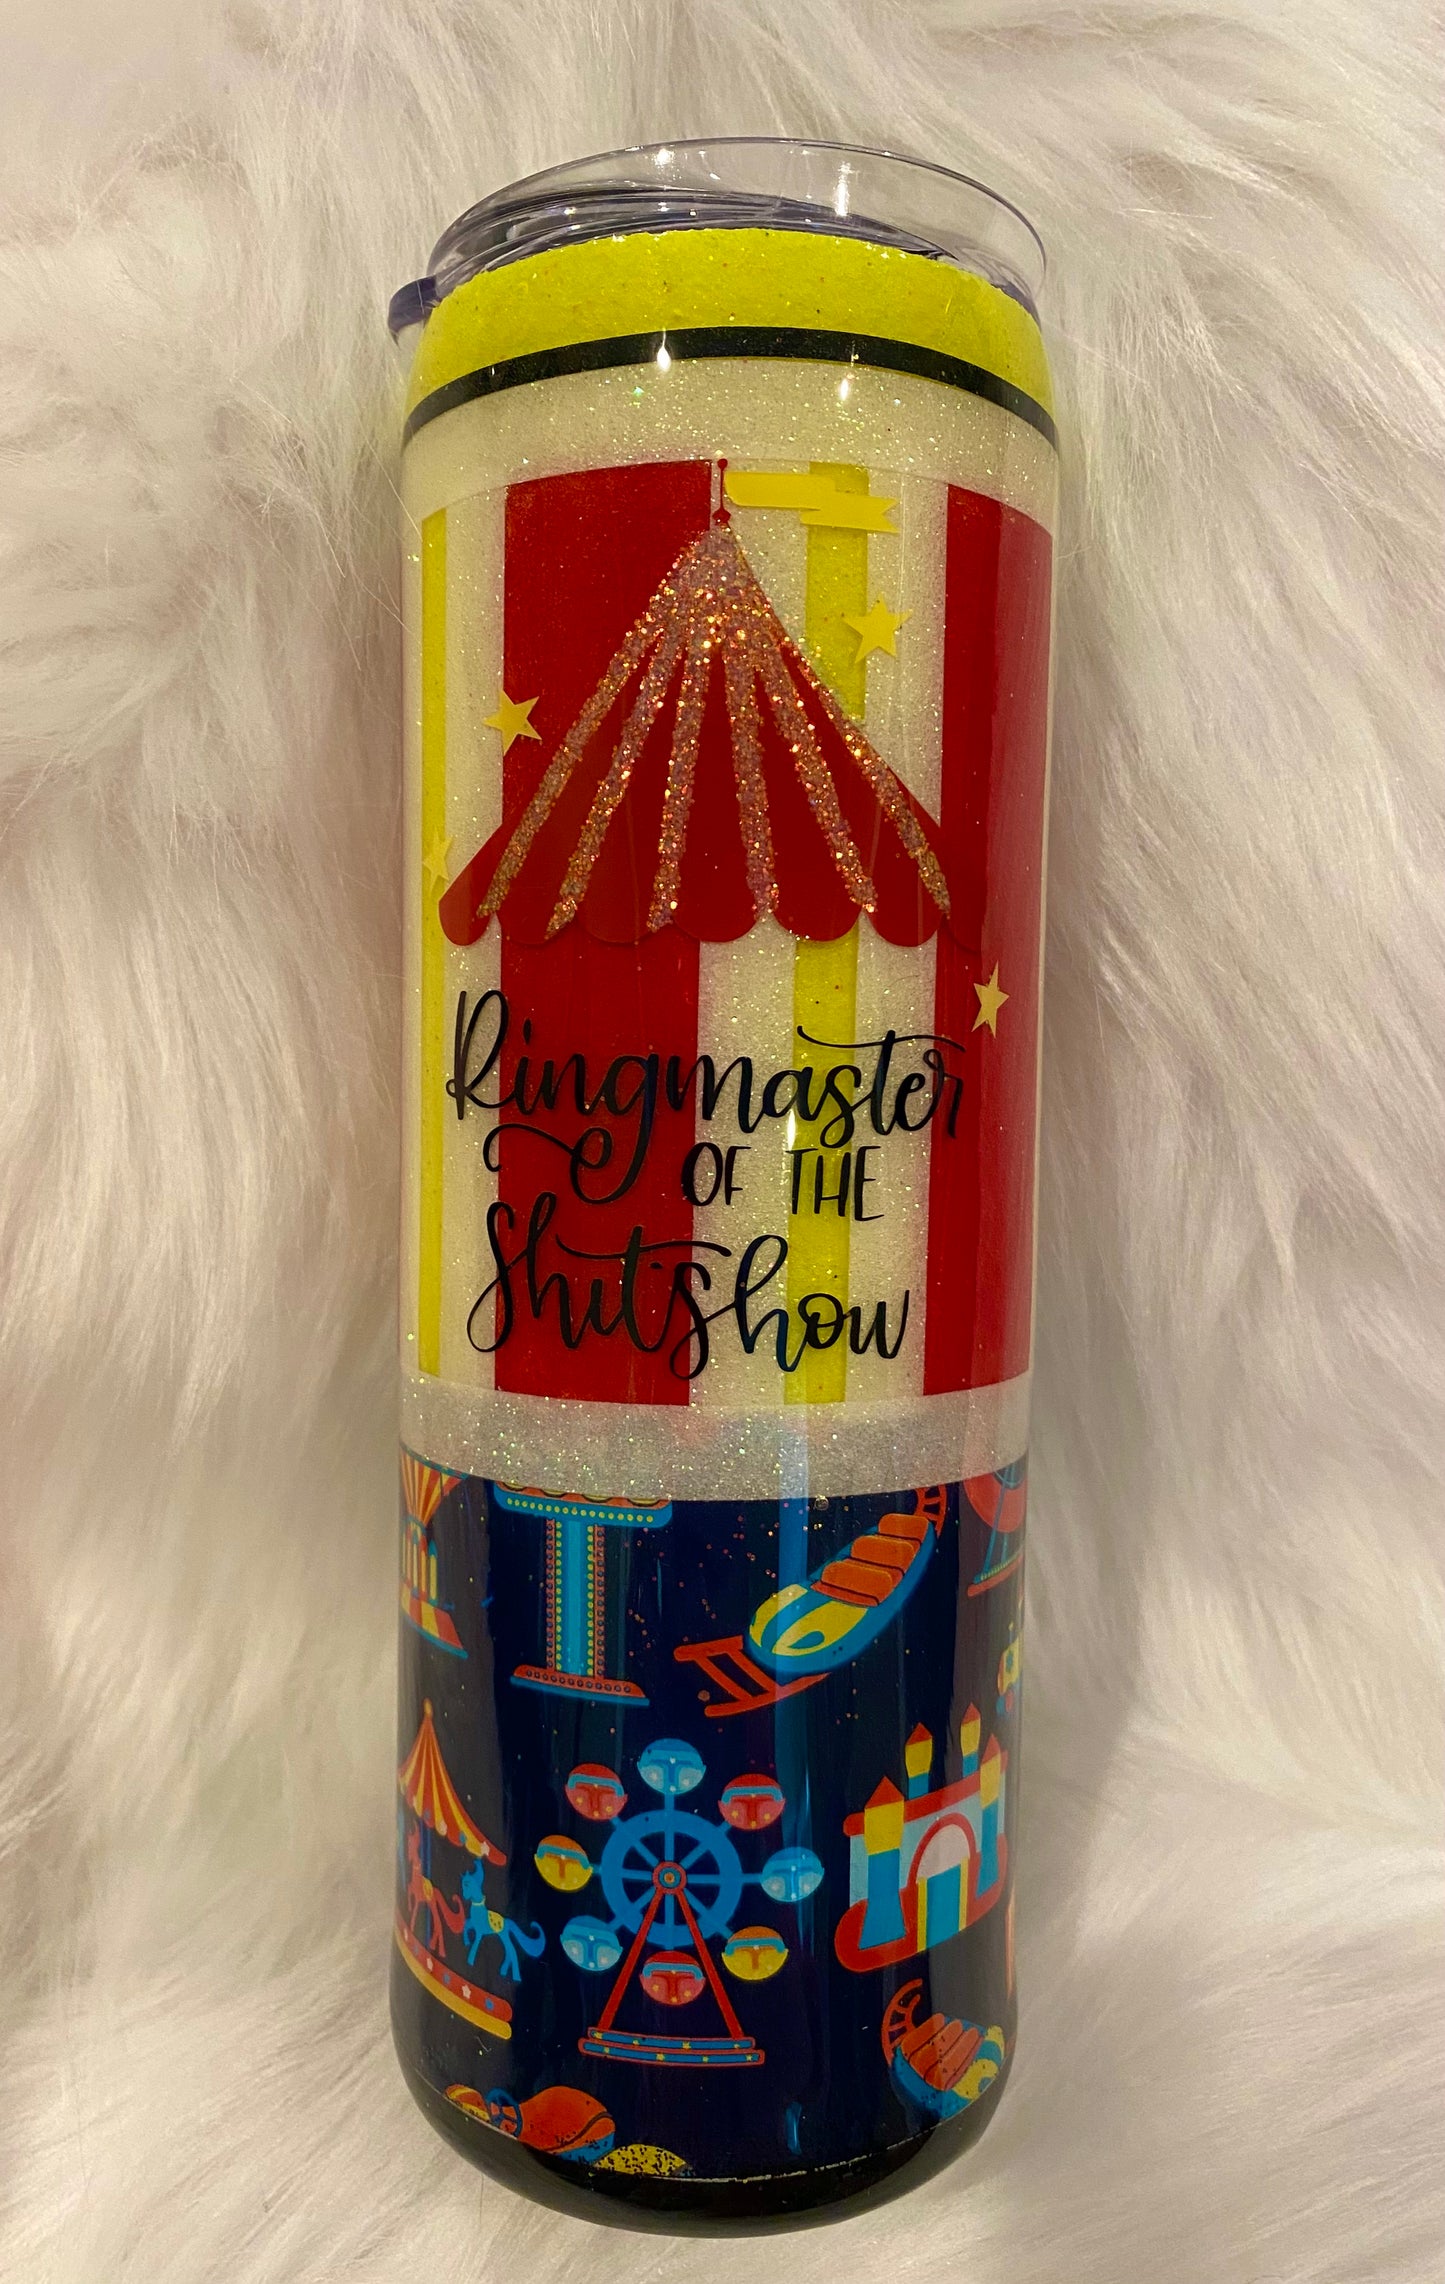 Ringmaster
OF THE
Shitshow